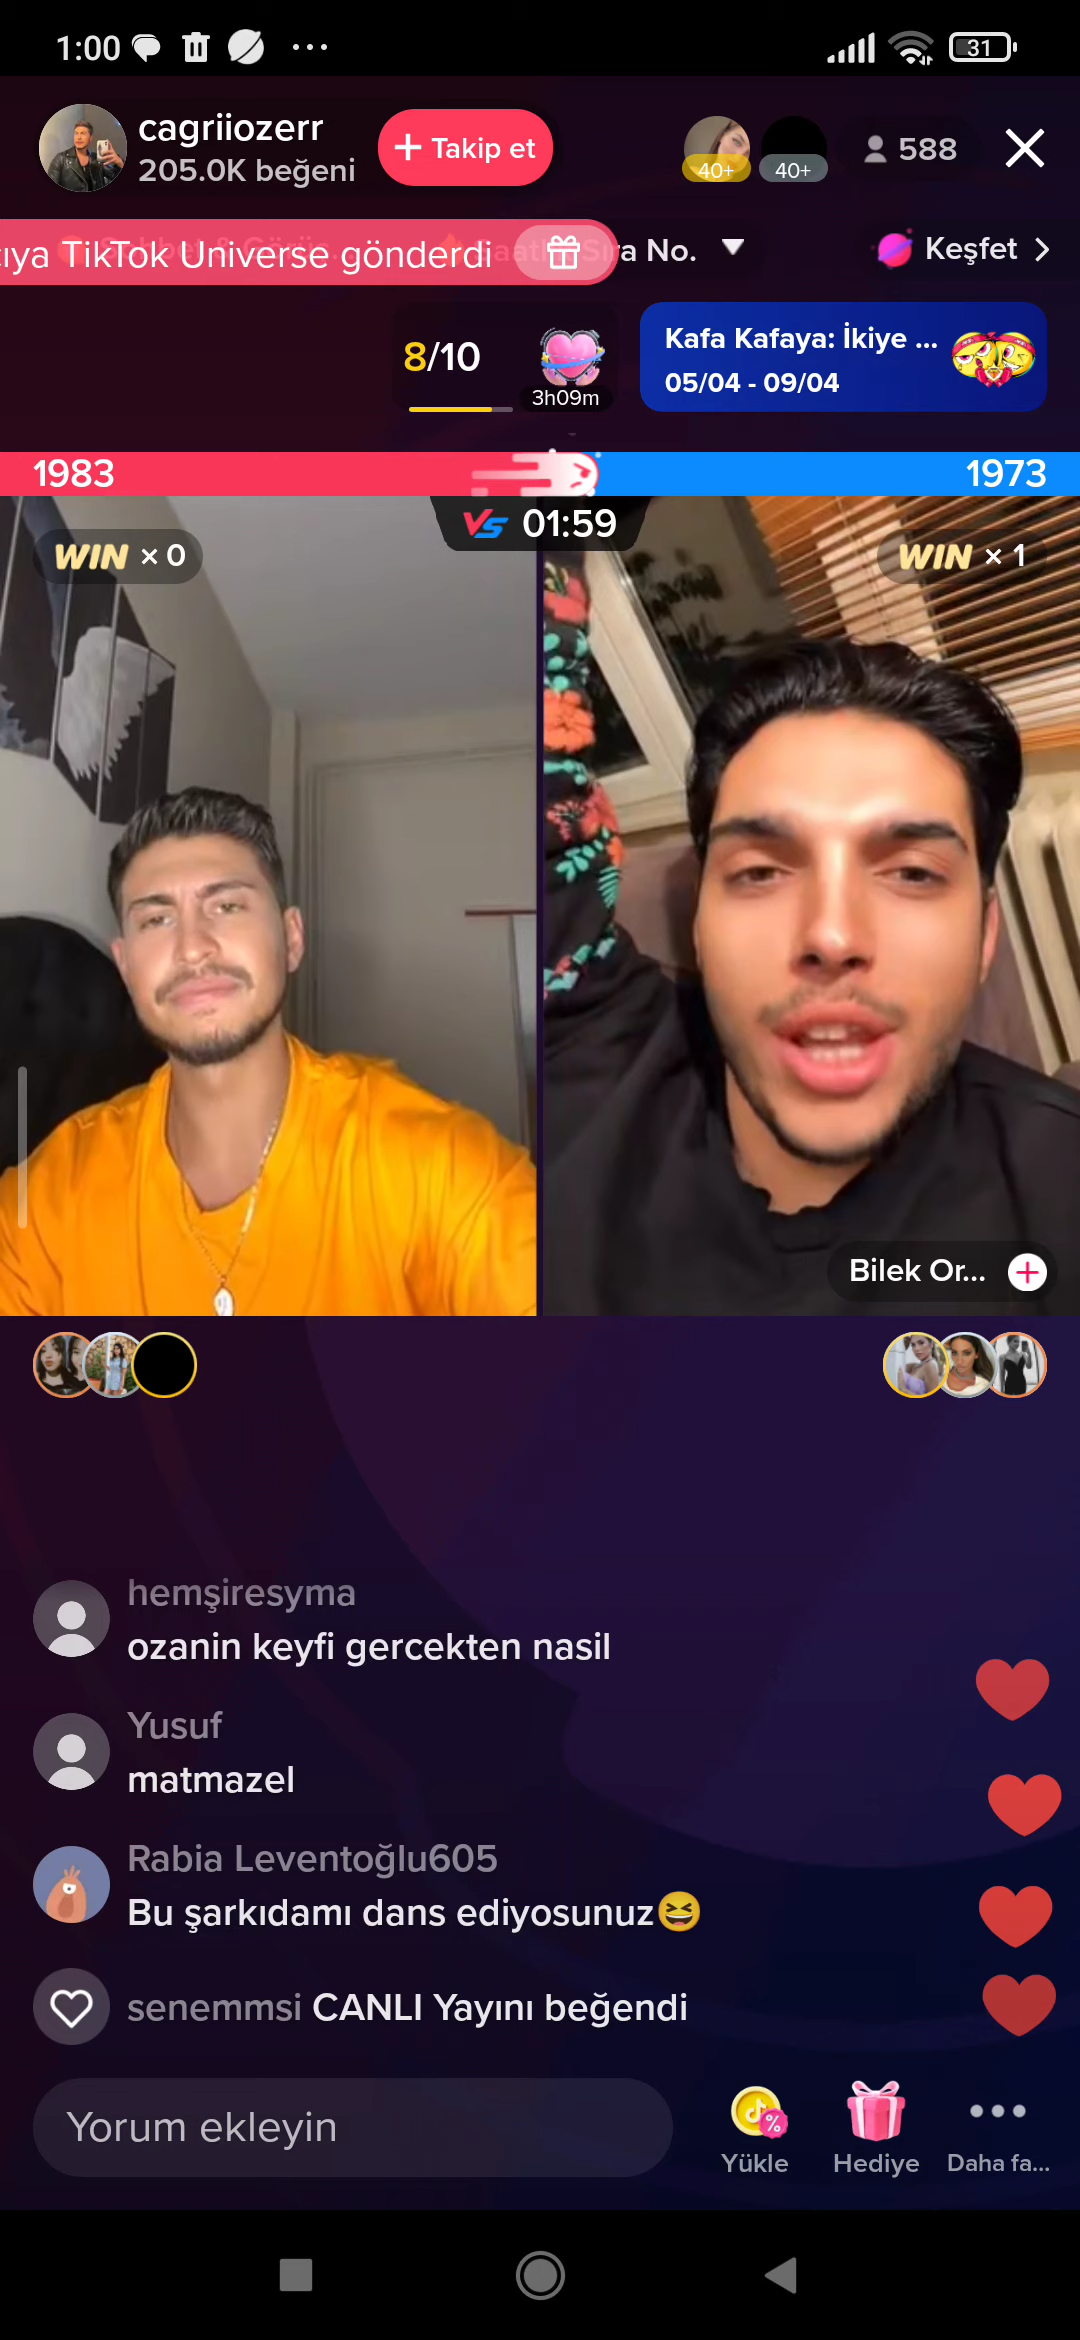 1:00
31
cagriiozerr
205.0K beğeni
+ Takip et
40+
40+
588
ıya TikTok Universe gönderdi
ra No.
Keşfet
8/10
3h09m
Kafa Kafaya: İkiye ...
05/04 - 09/04
1983
1973
VS 01:59
WIN × 0
WIN × 1
Bilek Or...
hemşiresyma
ozanin keyfi gercekten nasil
Yusuf
matmazel
Rabia Leventoğlu605
Bu şarkıdamı dans ediyosunuz😆
senemmsi CANLI Yayını beğendi
Yorum ekleyin
Yükle
Hediye
Daha fa...